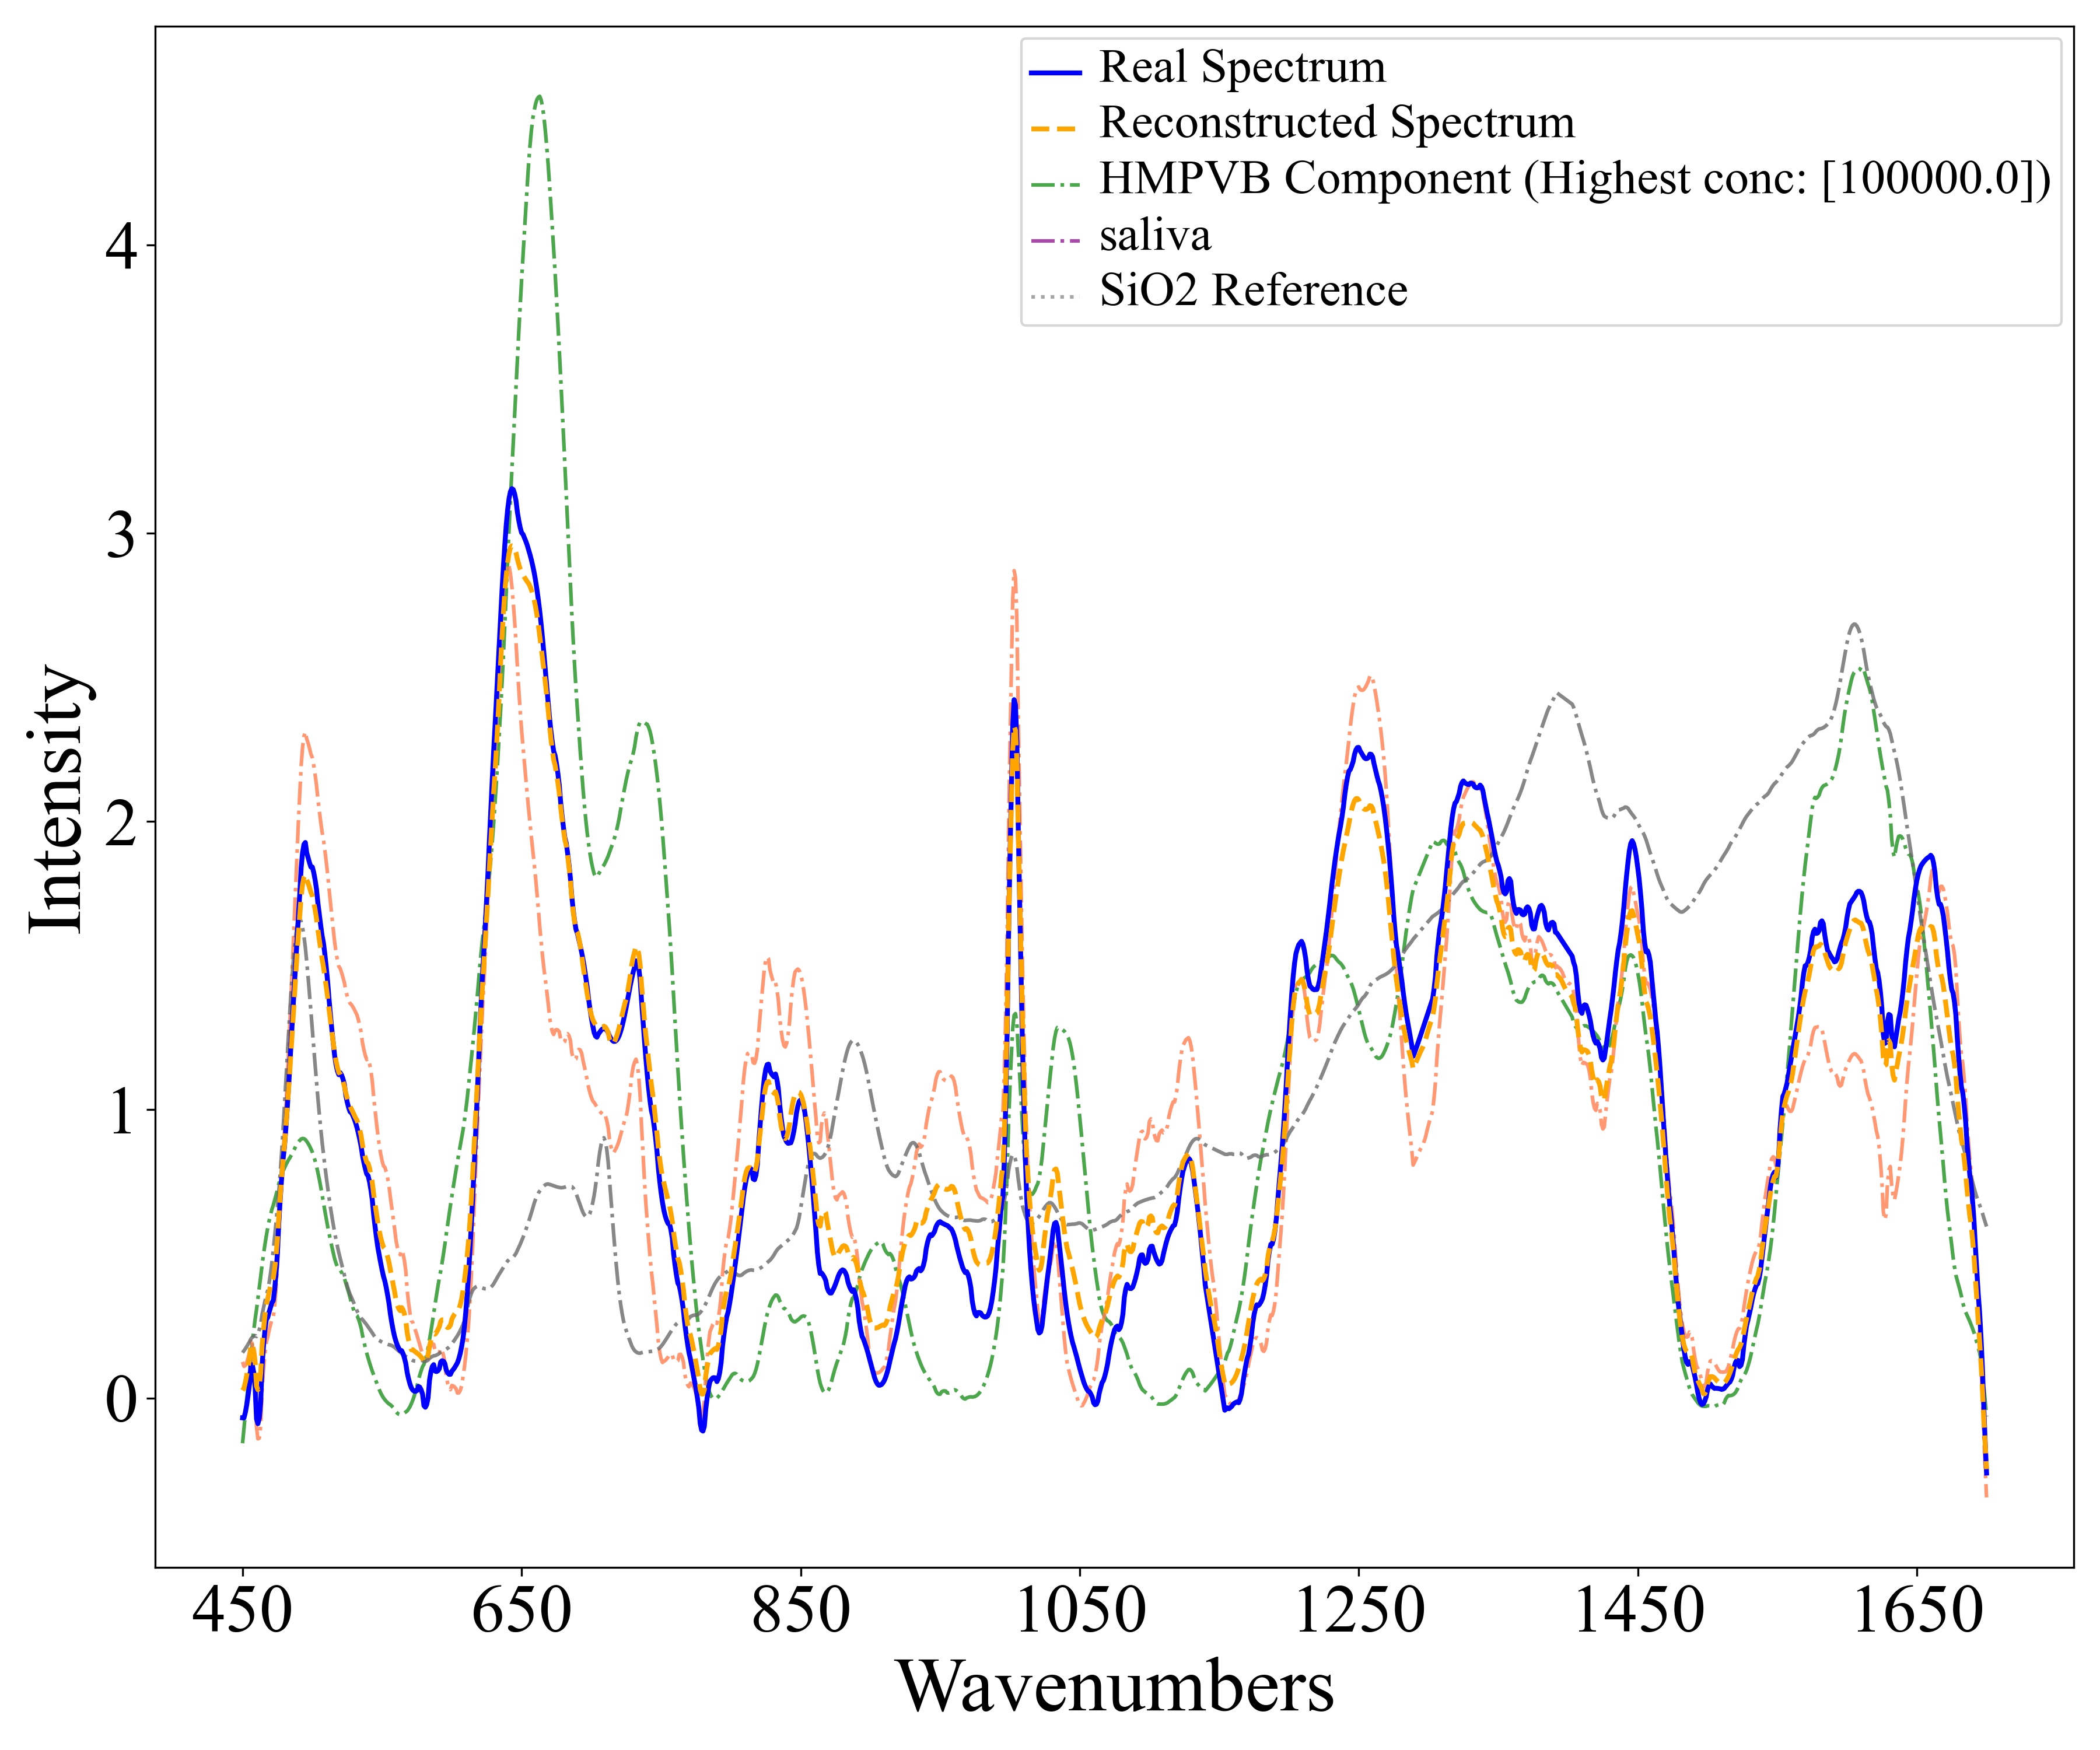 Real Spectrum
Reconstructed Spectrum
HMPVB Component (Highest conc: [100000.0])
saliva
SiO2 Reference
Intensity
4
3
2
1
0
450 650 850 1050 1250 1450 1650
Wavenumbers